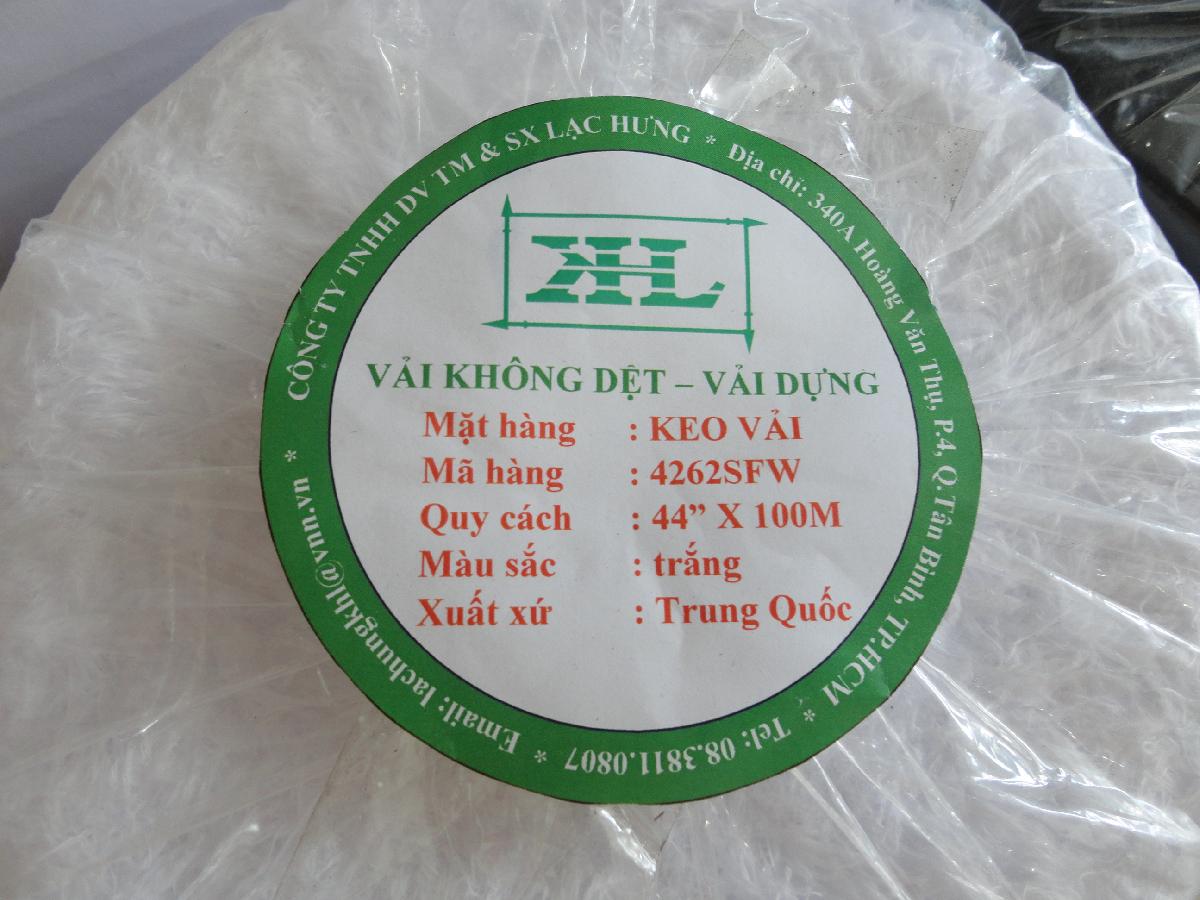 CÔNG TY TNHH DV TM & SX LẠC HƯNG * Địa chỉ: 340A Hoàng Văn Thụ, P.4, Q.Tân Bình, TP.HCM * Tel: 08.3811.0807 * Email: lachungkhl@vnn.vn *
KHL
VẢI KHÔNG DỆT – VẢI DỰNG
Mặt hàng : KEO VẢI
Mã hàng : 4262SFW
Quy cách : 44” X 100M
Màu sắc : trắng
Xuất xứ : Trung Quốc